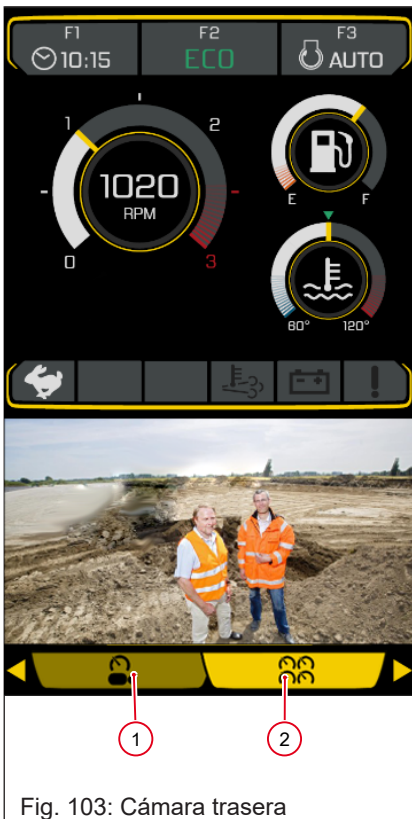 F1 F2 F3
10:15 ECO AUTO
1 2
1020
RPM
0 3
E F
60° 120°
1 2
Fig. 103: Cámara trasera